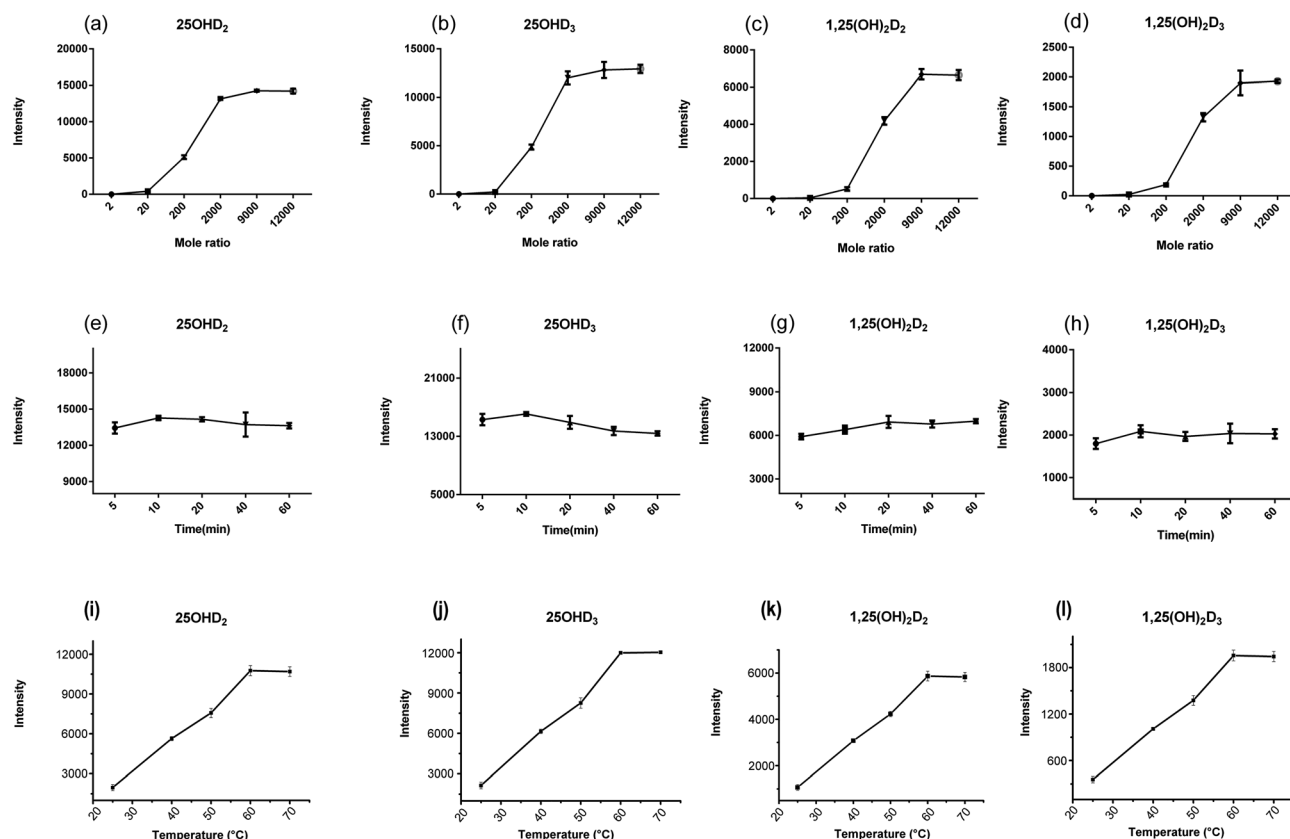 (a)
25OHD₂
Intensity
20000
15000
10000
5000
0
2
20
200
2000
9000
12000
Mole ratio
(b)
25OHD₃
Intensity
15000
10000
5000
0
2
20
200
2000
9000
12000
Mole ratio
(c)
1,25(OH)₂D₂
Intensity
8000
6000
4000
2000
0
2
20
200
2000
9000
12000
Mole ratio
(d)
1,25(OH)₂D₃
Intensity
2500
2000
1500
1000
500
0
2
20
200
2000
9000
12000
Mole ratio
(e)
25OHD₂
Intensity
18000
15000
12000
9000
5
10
20
40
60
Time(min)
(f)
25OHD₃
Intensity
21000
13000
5000
5
10
20
40
60
Time(min)
(g)
1,25(OH)₂D₂
Intensity
12000
9000
6000
3000
5
10
20
40
60
Time(min)
(h)
1,25(OH)₂D₃
Intensity
4000
3000
2000
1000
5
10
20
40
60
Time(min)
(i)
25OHD₂
Intensity
12000
9000
6000
3000
20
30
40
50
60
70
Temperature (°C)
(j)
25OHD₃
Intensity
12000
9000
6000
3000
20
30
40
50
60
70
Temperature (°C)
(k)
1,25(OH)₂D₂
Intensity
6000
4000
2000
20
30
40
50
60
70
Temperature (°C)
(l)
1,25(OH)₂D₃
Intensity
1800
1200
600
20
30
40
50
60
70
Temperature (°C)